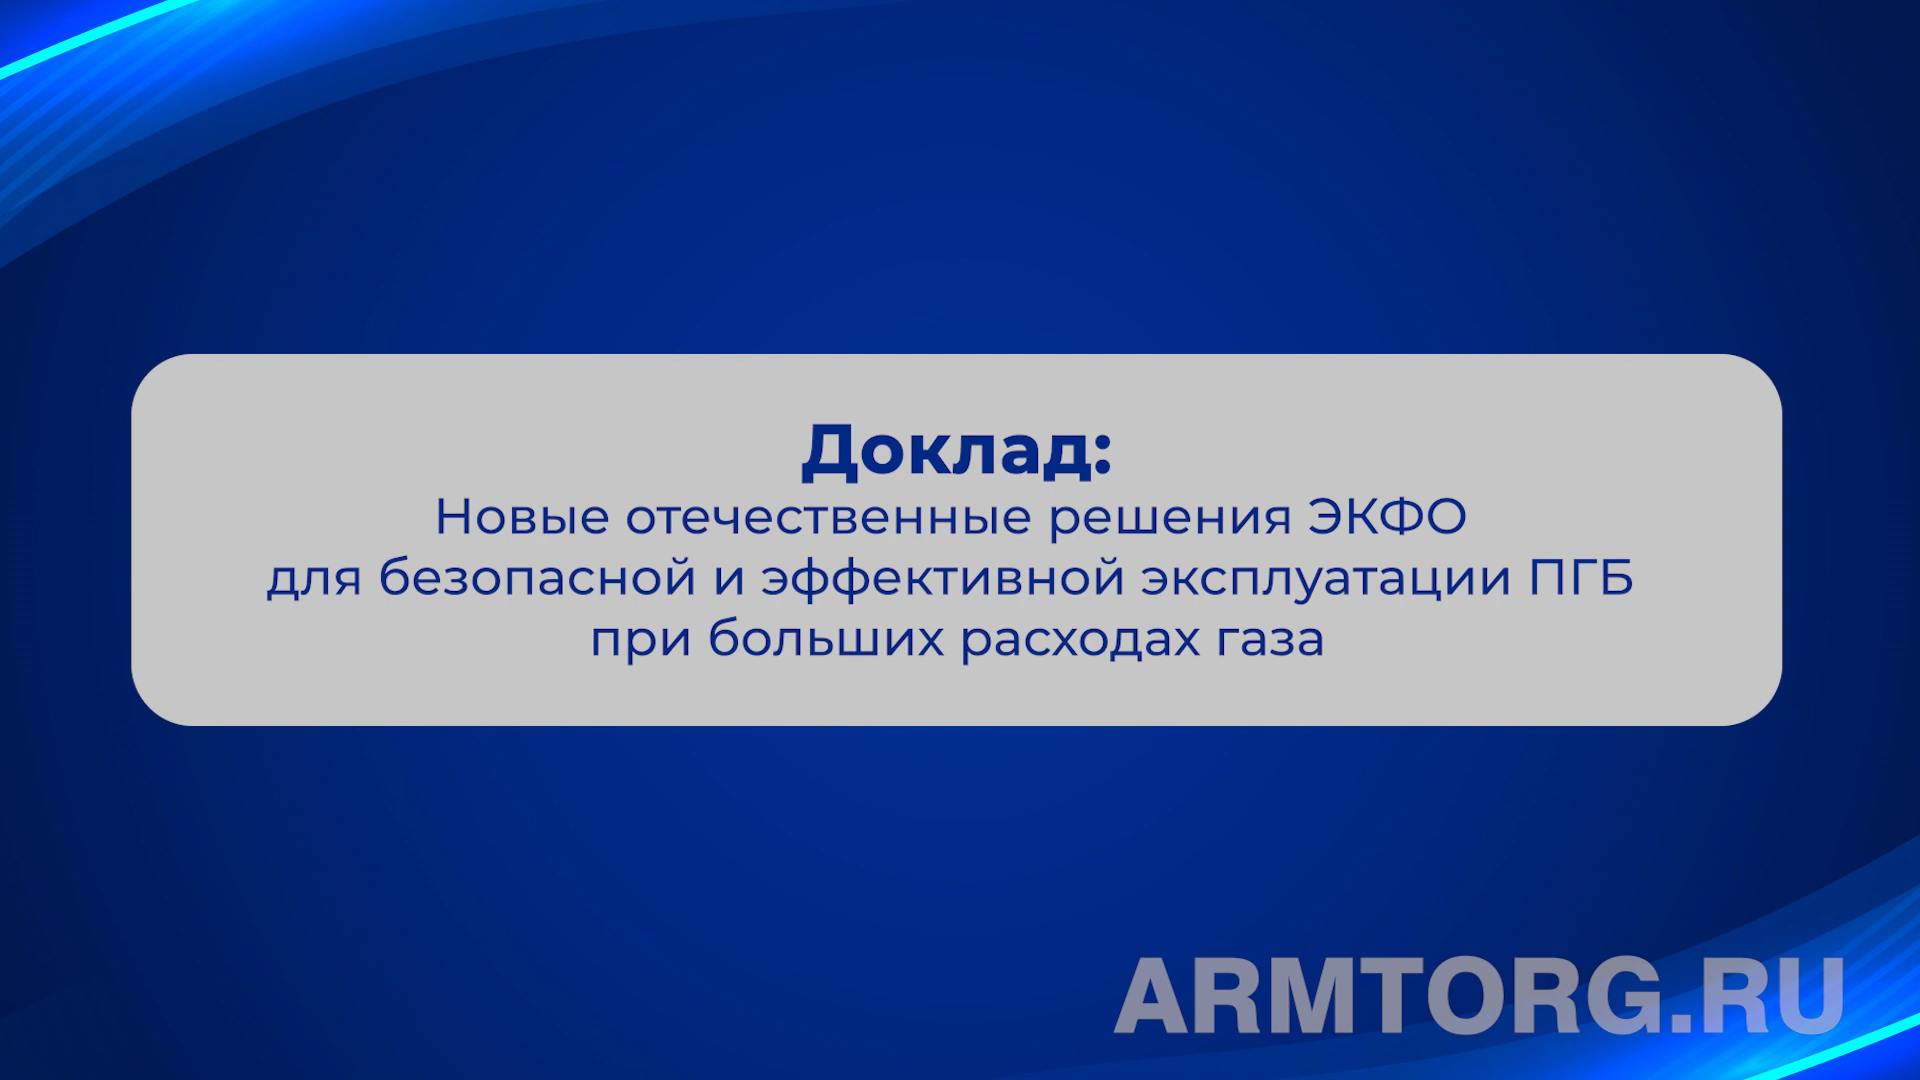 Доклад:
Новые отечественные решения ЭКФО
для безопасной и эффективной эксплуатации ПГБ
при больших расходах газа
ARMTORG.RU